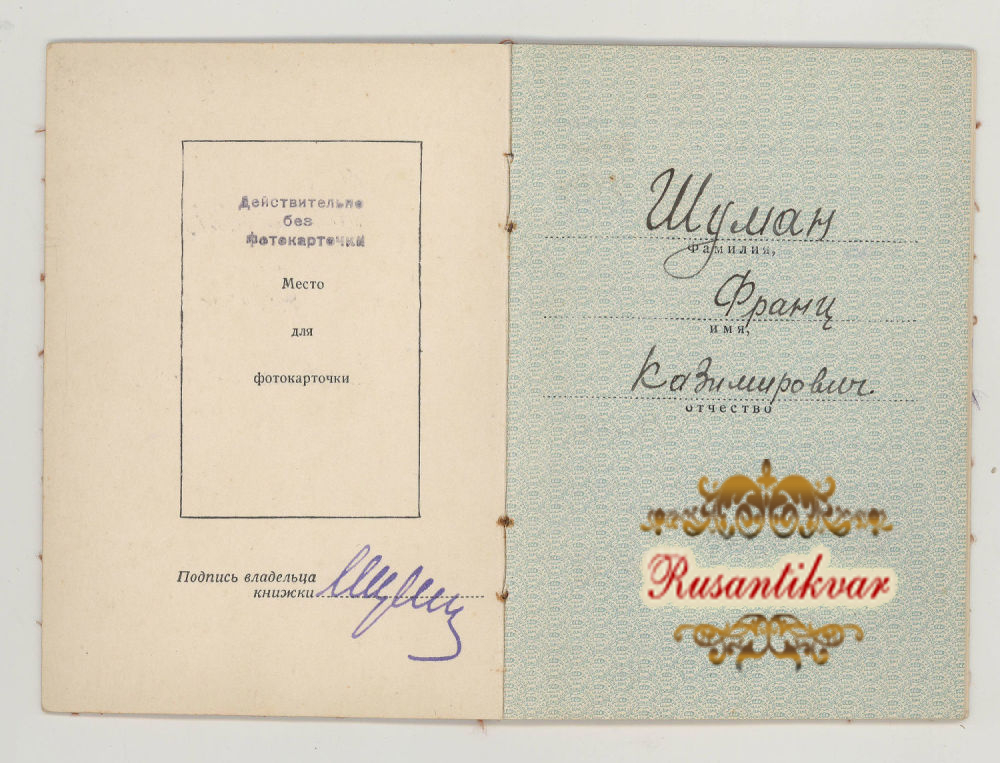 Действительно
без
фотокарточки
Место
для
фотокарточки
Подпись владельца
книжки
Шуман
фамилия,
Франц
имя,
Казимирович.
отчество
Rusantikvar